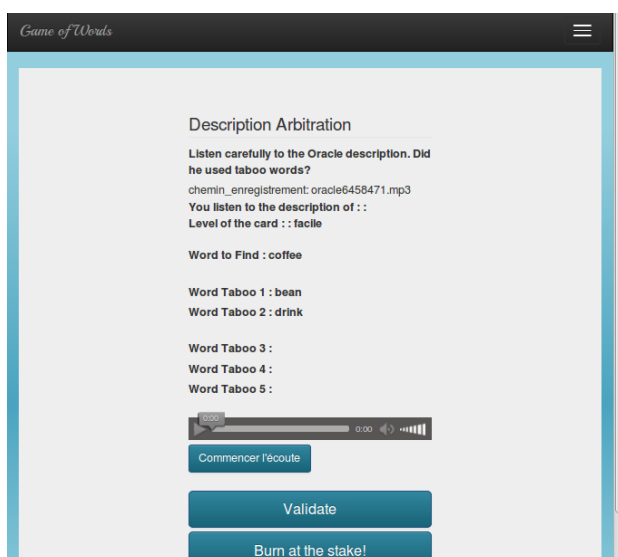 Game of Words
Description Arbitration
Listen carefully to the Oracle description. Did
he used taboo words?
chemin_enregistrement: oracle6458471.mp3
You listen to the description of : :
Level of the card : : facile
Word to Find : coffee
Word Taboo 1 : bean
Word Taboo 2 : drink
Word Taboo 3 :
Word Taboo 4 :
Word Taboo 5 :
0:00
0:00
Commencer l'écoute
Validate
Burn at the stake!